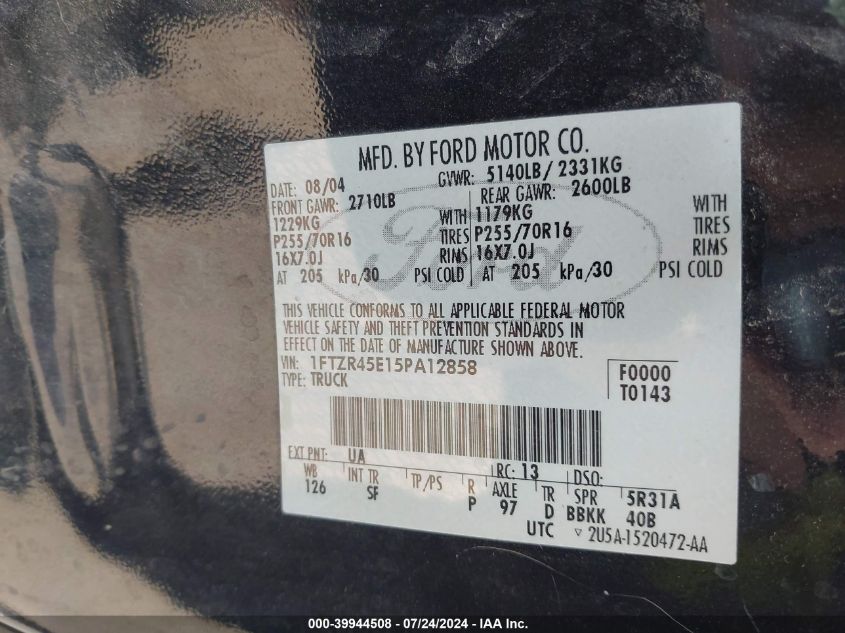 MFD. BY FORD MOTOR CO.
DATE: 08/04 GVWR: 5140LB/ 2331KG
FRONT GAWR: 2710LB REAR GAWR: 2600LB
1229KG WITH 1179KG WITH
P255/70R16 TIRES P255/70R16 TIRES
16X7.0J RIMS 16X7.0J RIMS
AT 205 kPa/30 PSI COLD AT 205 kPa/30 PSI COLD
Ford
THIS VEHICLE CONFORMS TO ALL APPLICABLE FEDERAL MOTOR
VEHICLE SAFETY AND THEFT PREVENTION STANDARDS IN
EFFECT ON THE DATE OF MANUFACTURE SHOWN ABOVE.
VIN: 1FTZR45E15PA12858 F0000
TYPE: TRUCK T0143
EXT PNT: UA RC: 13 DSO:
WB INT TR TP/PS R AXLE TR SPR 5R31A
126 SF P 97 D BBKK 40B
UTC ▽ 2U5A-1520472-AA
000-39944508 / 07/24/2024 - IAA Inc.